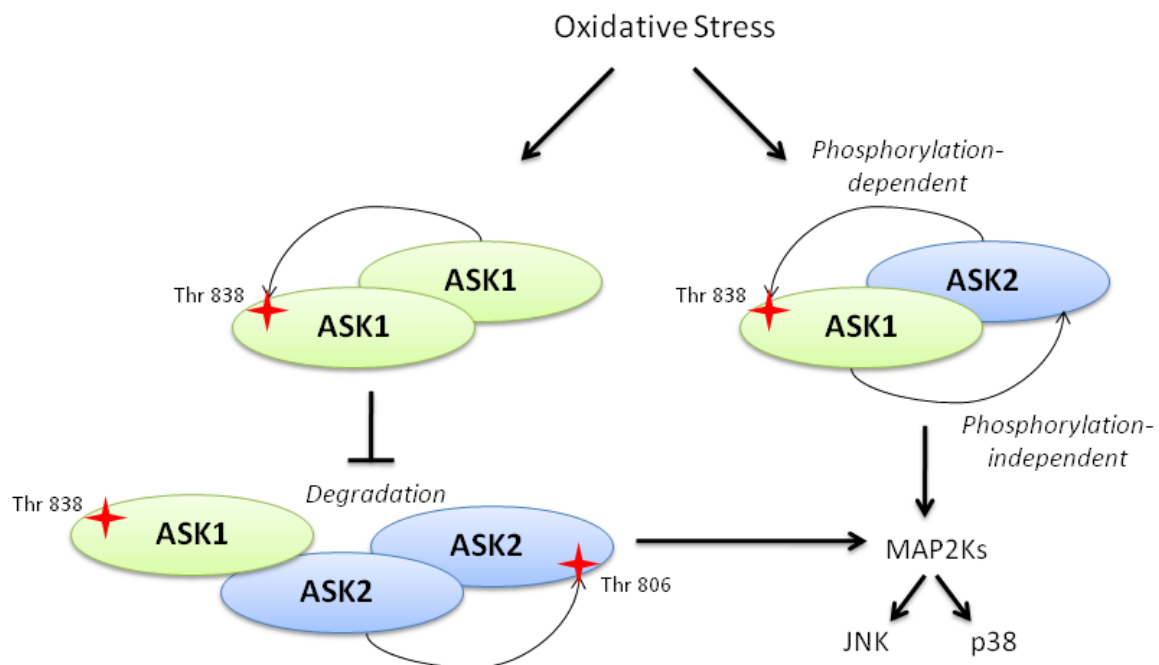 Oxidative Stress
Phosphorylation-
dependent
ASK1
Thr 838
ASK1
ASK2
Thr 838
ASK1
Phosphorylation-
independent
Degradation
Thr 838
ASK1
ASK2
ASK2
Thr 806
MAP2Ks
JNK
p38